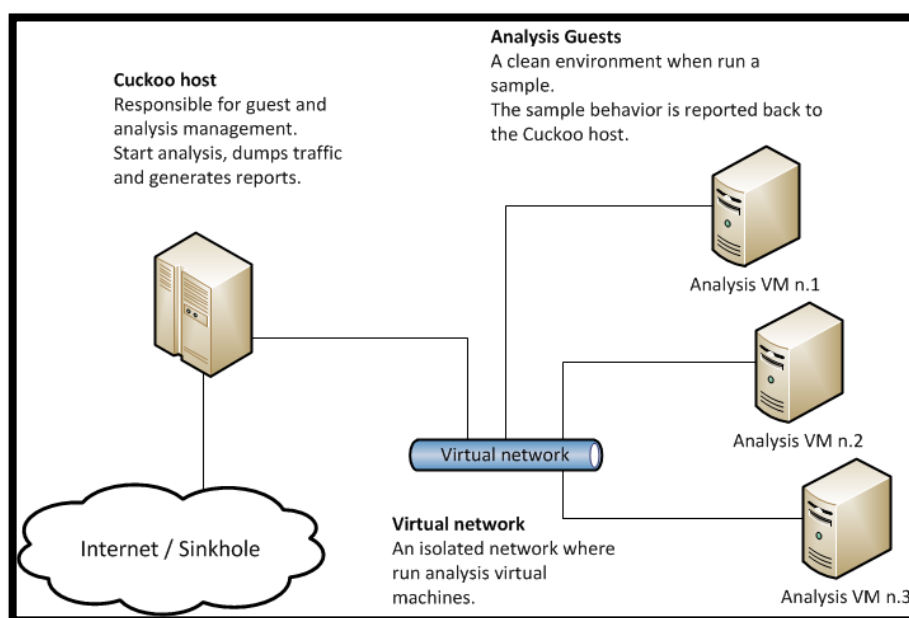 Cuckoo host
Responsible for guest and
analysis management.
Start analysis, dumps traffic
and generates reports.
Analysis Guests
A clean environment when run a
sample.
The sample behavior is reported back to
the Cuckoo host.
Analysis VM n.1
Analysis VM n.2
Virtual network
Internet / Sinkhole
Virtual network
An isolated network where
run analysis virtual
machines.
Analysis VM n.3